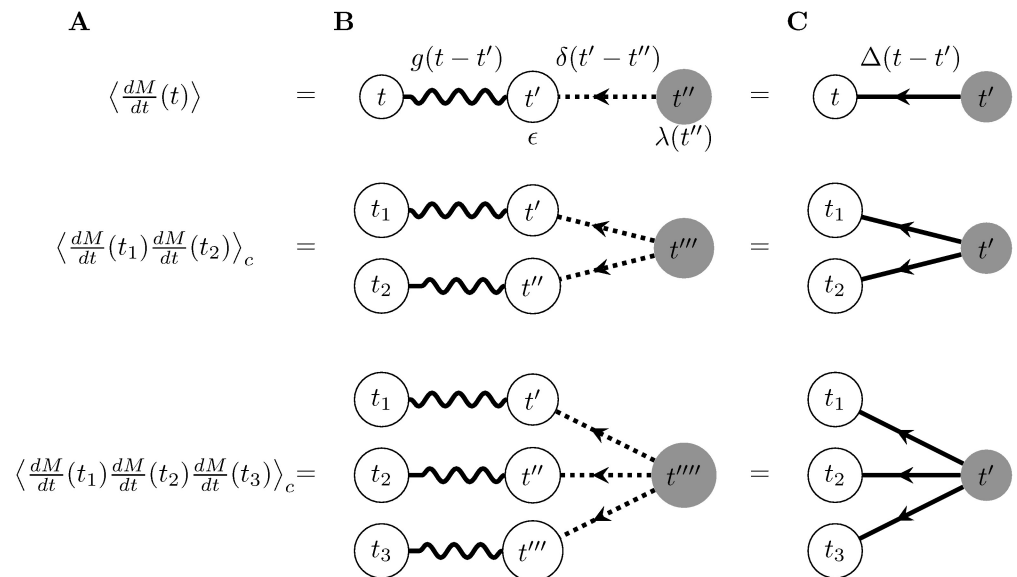 A B C
g(t − t′) δ(t′ − t″) Δ(t − t′)
⟨dM/dt(t)⟩ = t t′ t″ = t t′
ϵ λ(t″)
t₁ t′ t₁
⟨dM/dt(t₁)dM/dt(t₂)⟩c = t‴ = t′
t₂ t″ t₂
t₁ t′ t₁
⟨dM/dt(t₁)dM/dt(t₂)dM/dt(t₃)⟩c = t₂ t″ t⁗ = t₂ t′
t₃ t‴ t₃